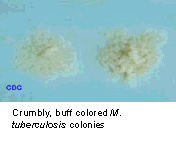 CDC
Crumbly, buff colored M.
tuberculosis colonies